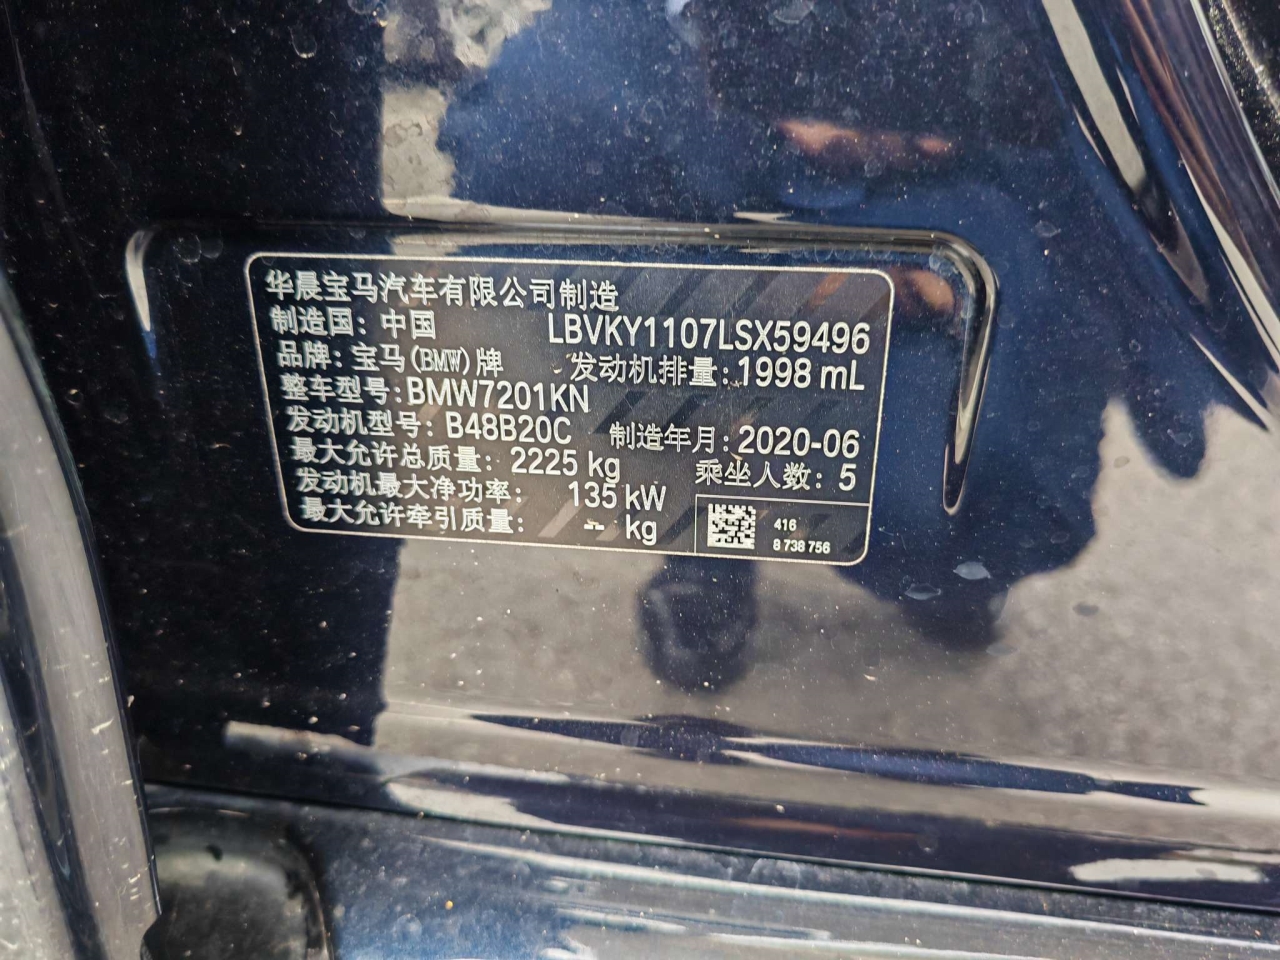 华晨宝马汽车有限公司制造
制造国：中国 LBVKY1107LSX59496
品牌：宝马(BMW)牌 发动机排量：1998 mL
整车型号：BMW7201KN
发动机型号：B48B20C 制造年月：2020-06
最大允许总质量：2225 kg 乘坐人数：5
发动机最大净功率：135 kW
最大允许牵引质量：-- kg
416
8 738 756